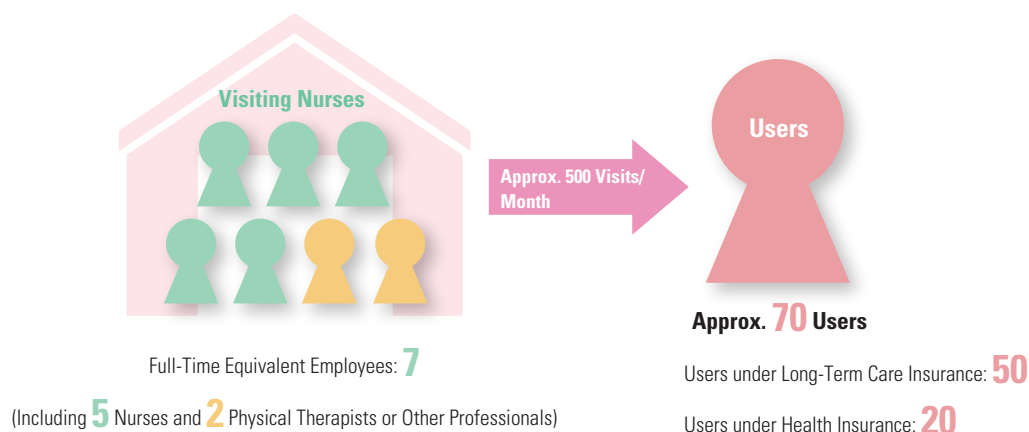 Visiting Nurses
Users
Approx. 500 Visits/
Month
Approx. 70 Users
Full-Time Equivalent Employees: 7
(Including 5 Nurses and 2 Physical Therapists or Other Professionals)
Users under Long-Term Care Insurance: 50
Users under Health Insurance: 20